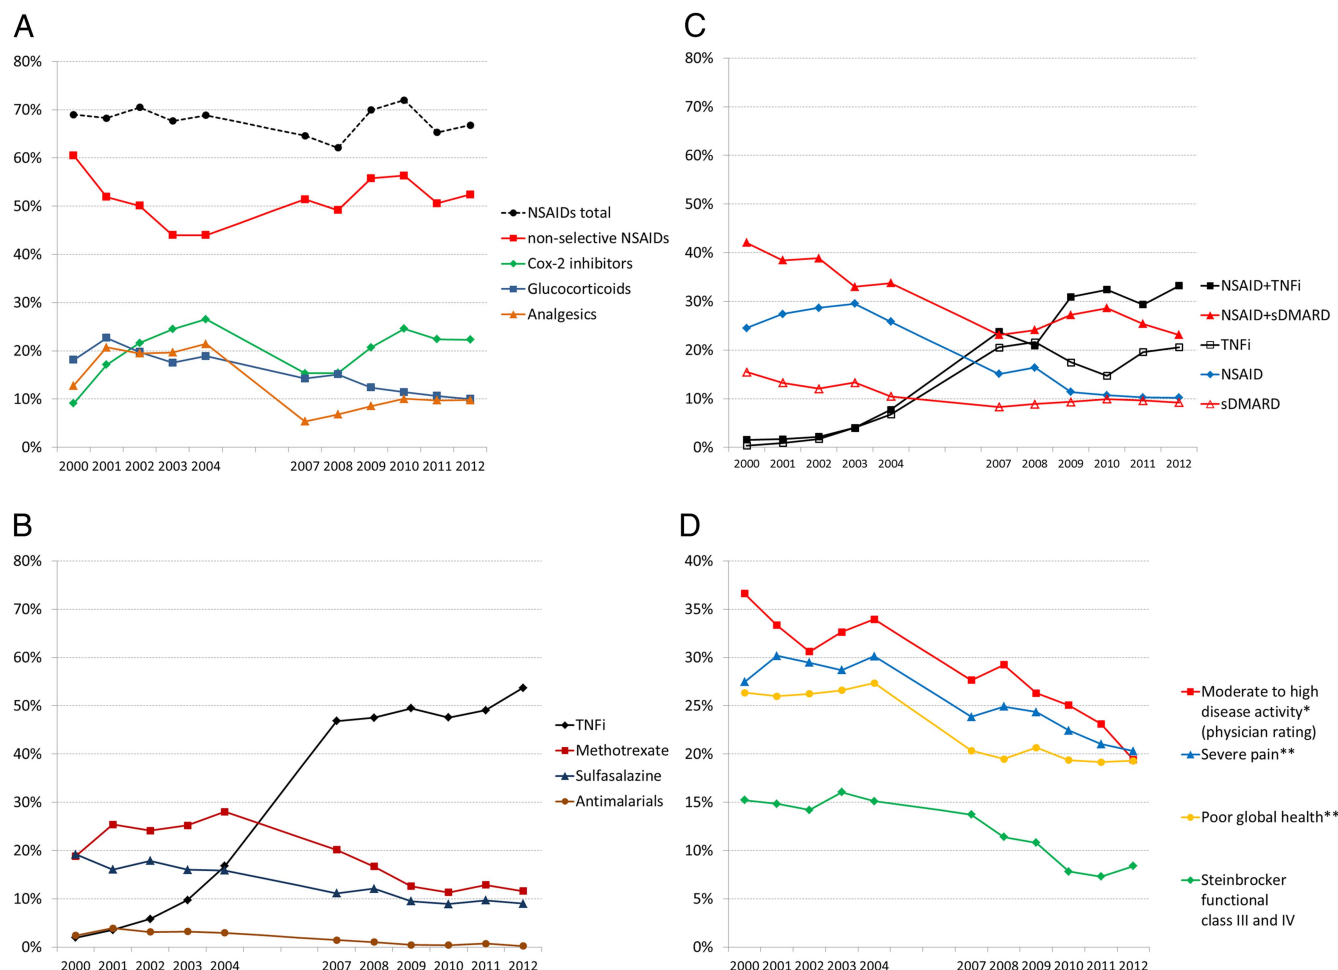 A
80%
70%
60%
50%
40%
30%
20%
10%
0%
2000 2001 2002 2003 2004 2007 2008 2009 2010 2011 2012
NSAIDs total
non-selective NSAIDs
Cox-2 inhibitors
Glucocorticoids
Analgesics
C
80%
70%
60%
50%
40%
30%
20%
10%
0%
2000 2001 2002 2003 2004 2007 2008 2009 2010 2011 2012
NSAID+TNFi
NSAID+sDMARD
TNFi
NSAID
sDMARD
B
80%
70%
60%
50%
40%
30%
20%
10%
0%
2000 2001 2002 2003 2004 2007 2008 2009 2010 2011 2012
TNFi
Methotrexate
Sulfasalazine
Antimalarials
D
40%
35%
30%
25%
20%
15%
10%
5%
0%
2000 2001 2002 2003 2004 2007 2008 2009 2010 2011 2012
Moderate to high
disease activity*
(physician rating)
Severe pain**
Poor global health**
Steinbrocker
functional
class III and IV